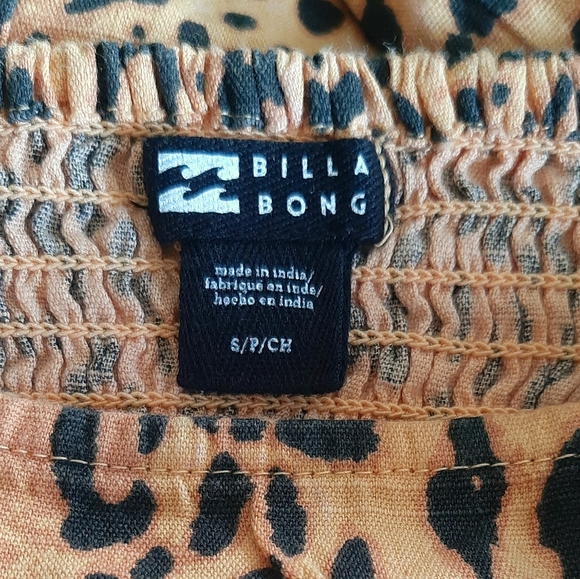 BILLA
BONG
made in india/
fabriqué en inde/
hecho en india
S/P/CH